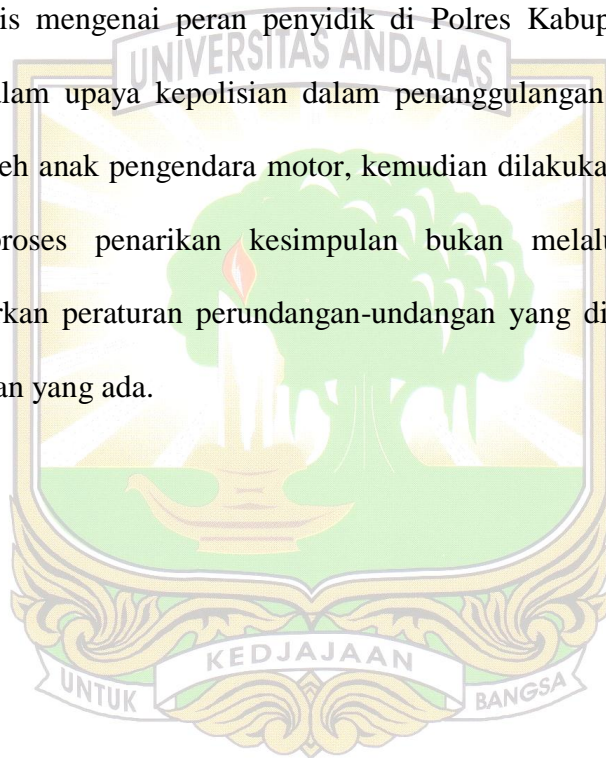 is mengenai peran penyidik di Polres Kabup
UNIVERSITAS ANDALAS
alam upaya kepolisian dalam penanggulangan
eh anak pengendara motor, kemudian dilakuka
proses penarikan kesimpulan bukan melalu
rkan peraturan perundangan-undangan yang di
an yang ada.
UNTUK KEDJAJAAN BANGSA